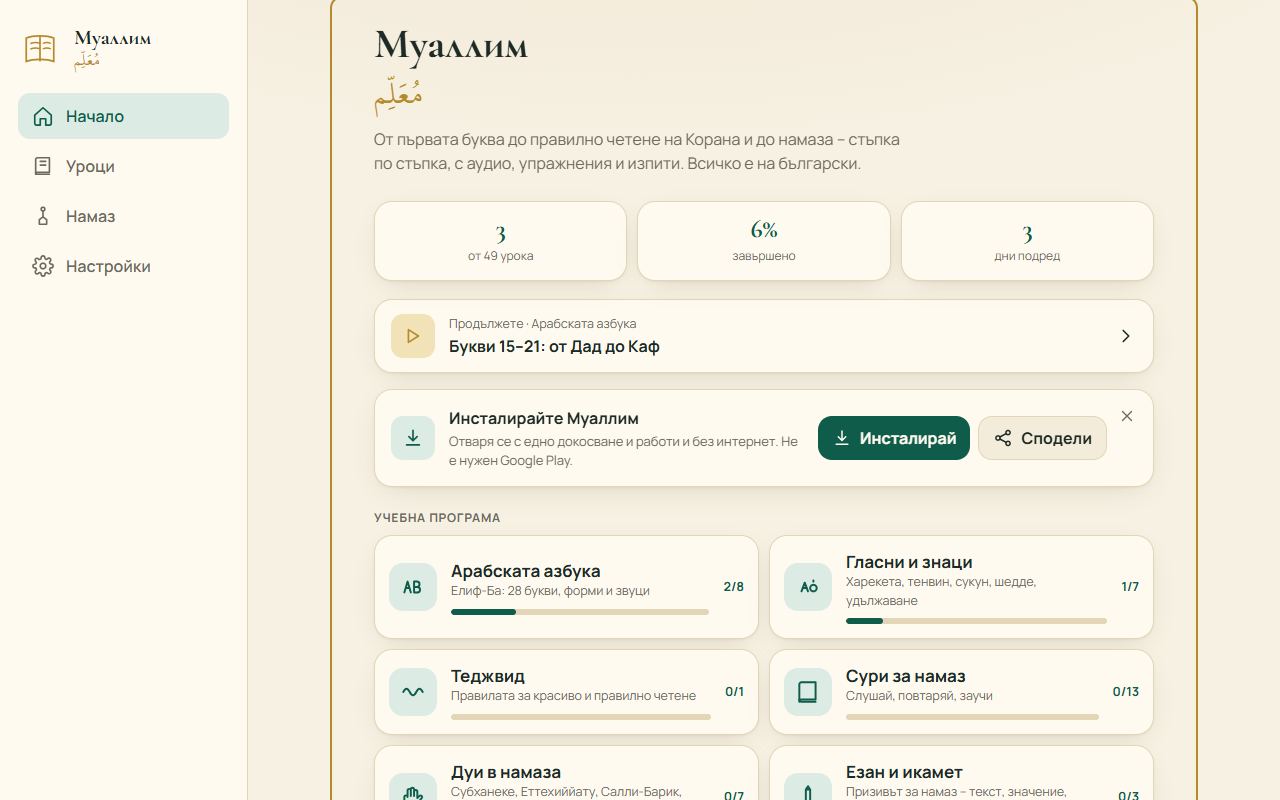 Муаллим
مُعَلِّم
Начало
Уроци
Намаз
Настройки
Муаллим
مُعَلِّم
От първата буква до правилно четене на Корана и до намаза – стъпка
по стъпка, с аудио, упражнения и изпити. Всичко е на български.
3
от 49 урока
6%
завършено
3
дни подред
Продължете · Арабската азбука
Букви 15–21: от Дад до Каф
Инсталирайте Муаллим
Отваря се с едно докосване и работи и без интернет. Не
е нужен Google Play.
Инсталирай
Сподели
УЧЕБНА ПРОГРАМА
Арабската азбука
Елиф-Ба: 28 букви, форми и звуци
2/8
Гласни и знаци
Харекета, тенвин, сукун, шедде,
удължаване
1/7
Теджвид
Правилата за красиво и правилно четене
0/1
Сури за намаз
Слушай, повтаряй, заучи
0/13
Дуи в намаза
Субханеке, Еттехиййату, Салли-Барик,
0/7
Езан и икамет
Призивът за намаз – текст, значение,
0/3